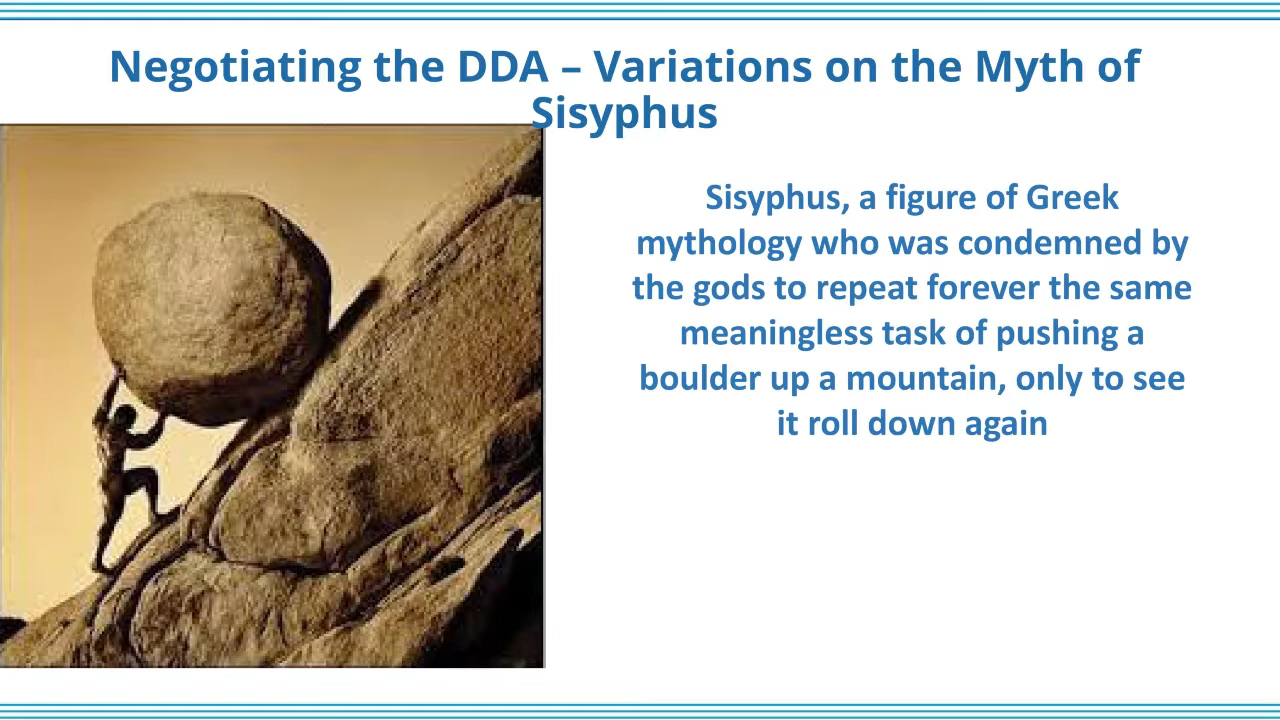 Negotiating the DDA – Variations on the Myth of
Sisyphus
Sisyphus, a figure of Greek
mythology who was condemned by
the gods to repeat forever the same
meaningless task of pushing a
boulder up a mountain, only to see
it roll down again